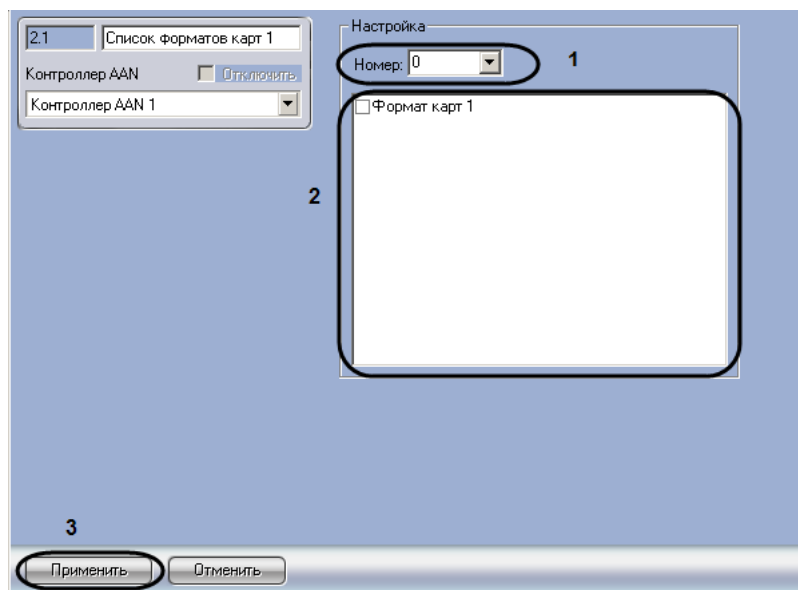 2.1 Список форматов карт 1
Контроллер AAN Отключить
Контроллер AAN 1
Настройка
Номер: 0 1
2
Формат карт 1
3
Применить Отменить